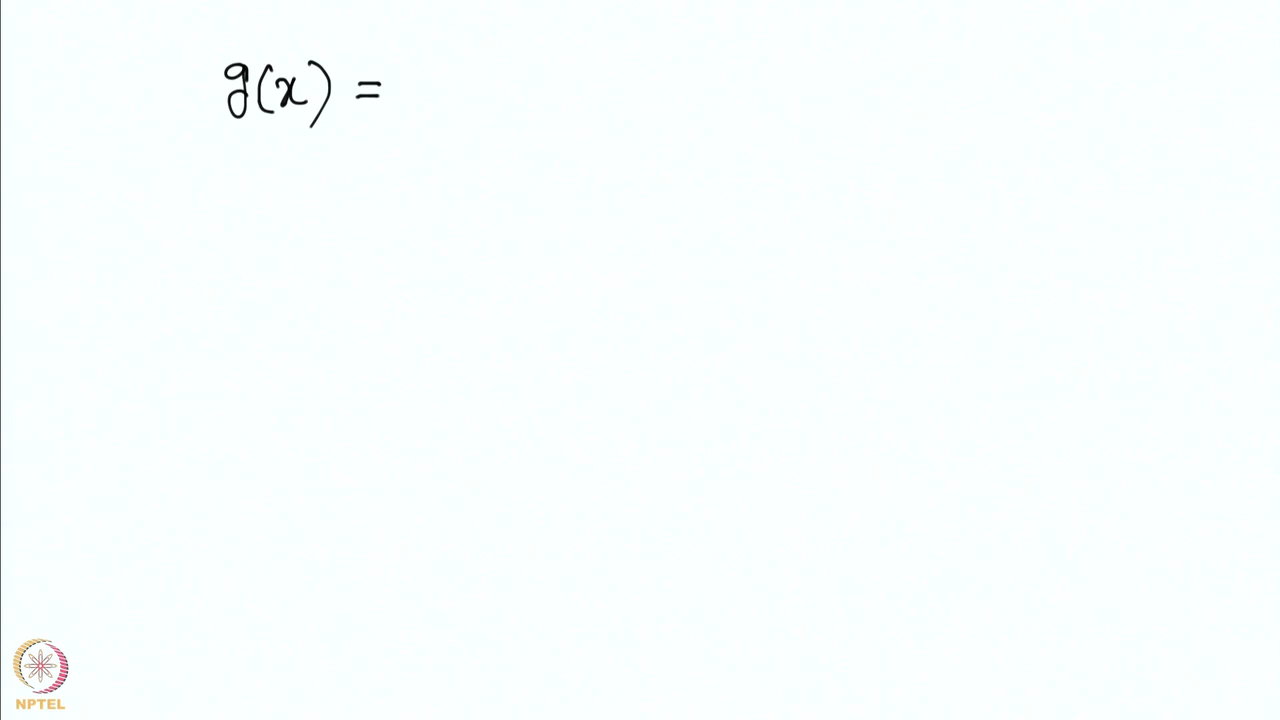 g(x) =
NPTEL